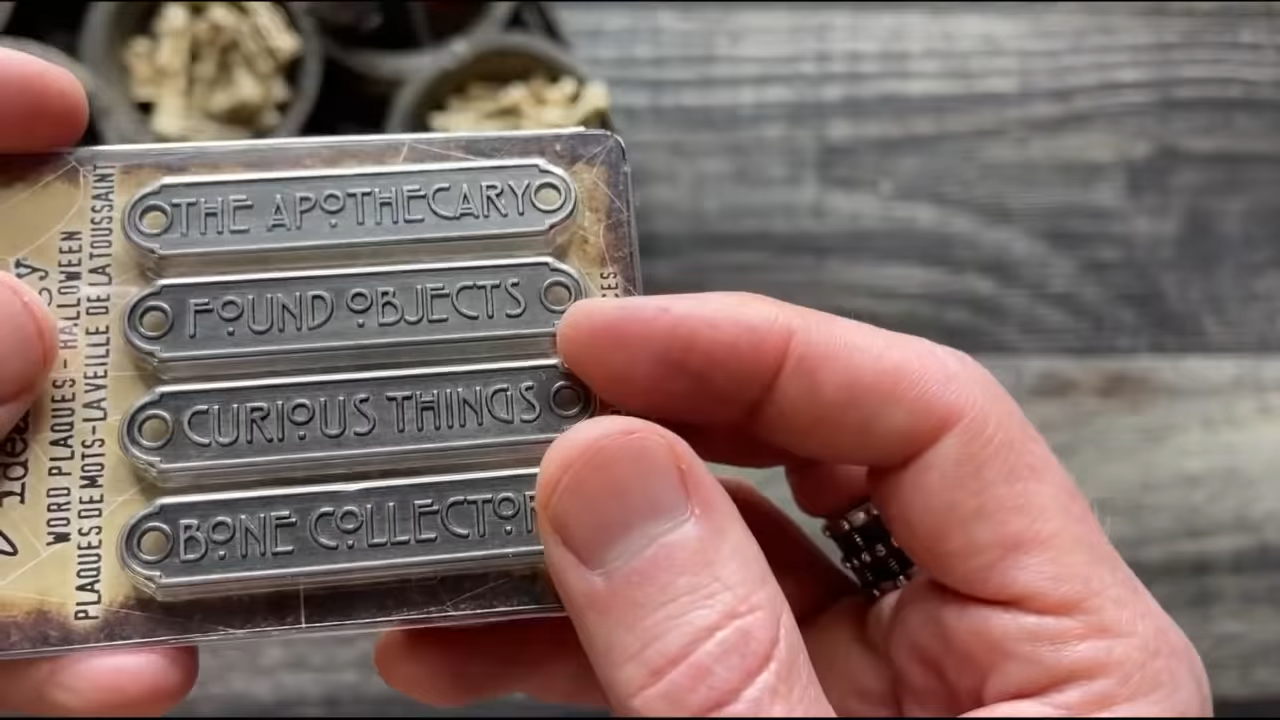 THE APOTHECARY
FOUND OBJECTS
CURIOUS THINGS
BONE COLLECTOR
WORD PLAQUES - HALLOWEEN
PLAQUES DE MOTS - LA VEILLE DE LA TOUSSAINT